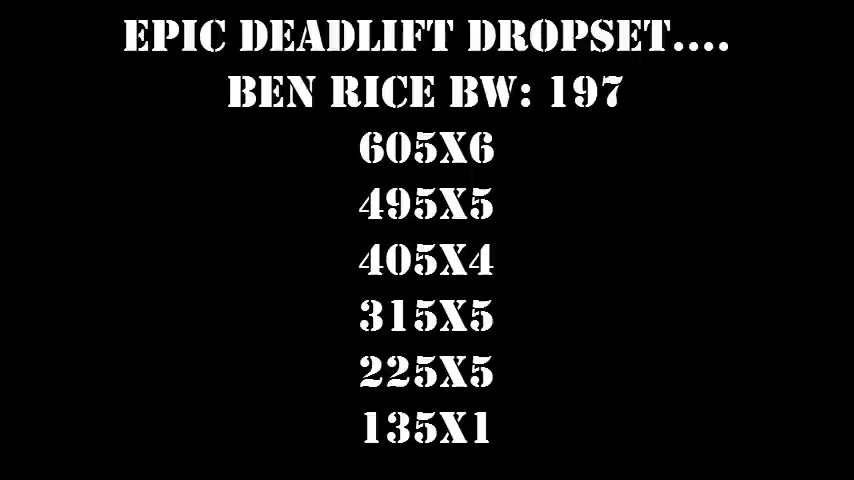 EPIC DEADLIFT DROPSET....
BEN RICE BW: 197
605X6
495X5
405X4
315X5
225X5
135X1